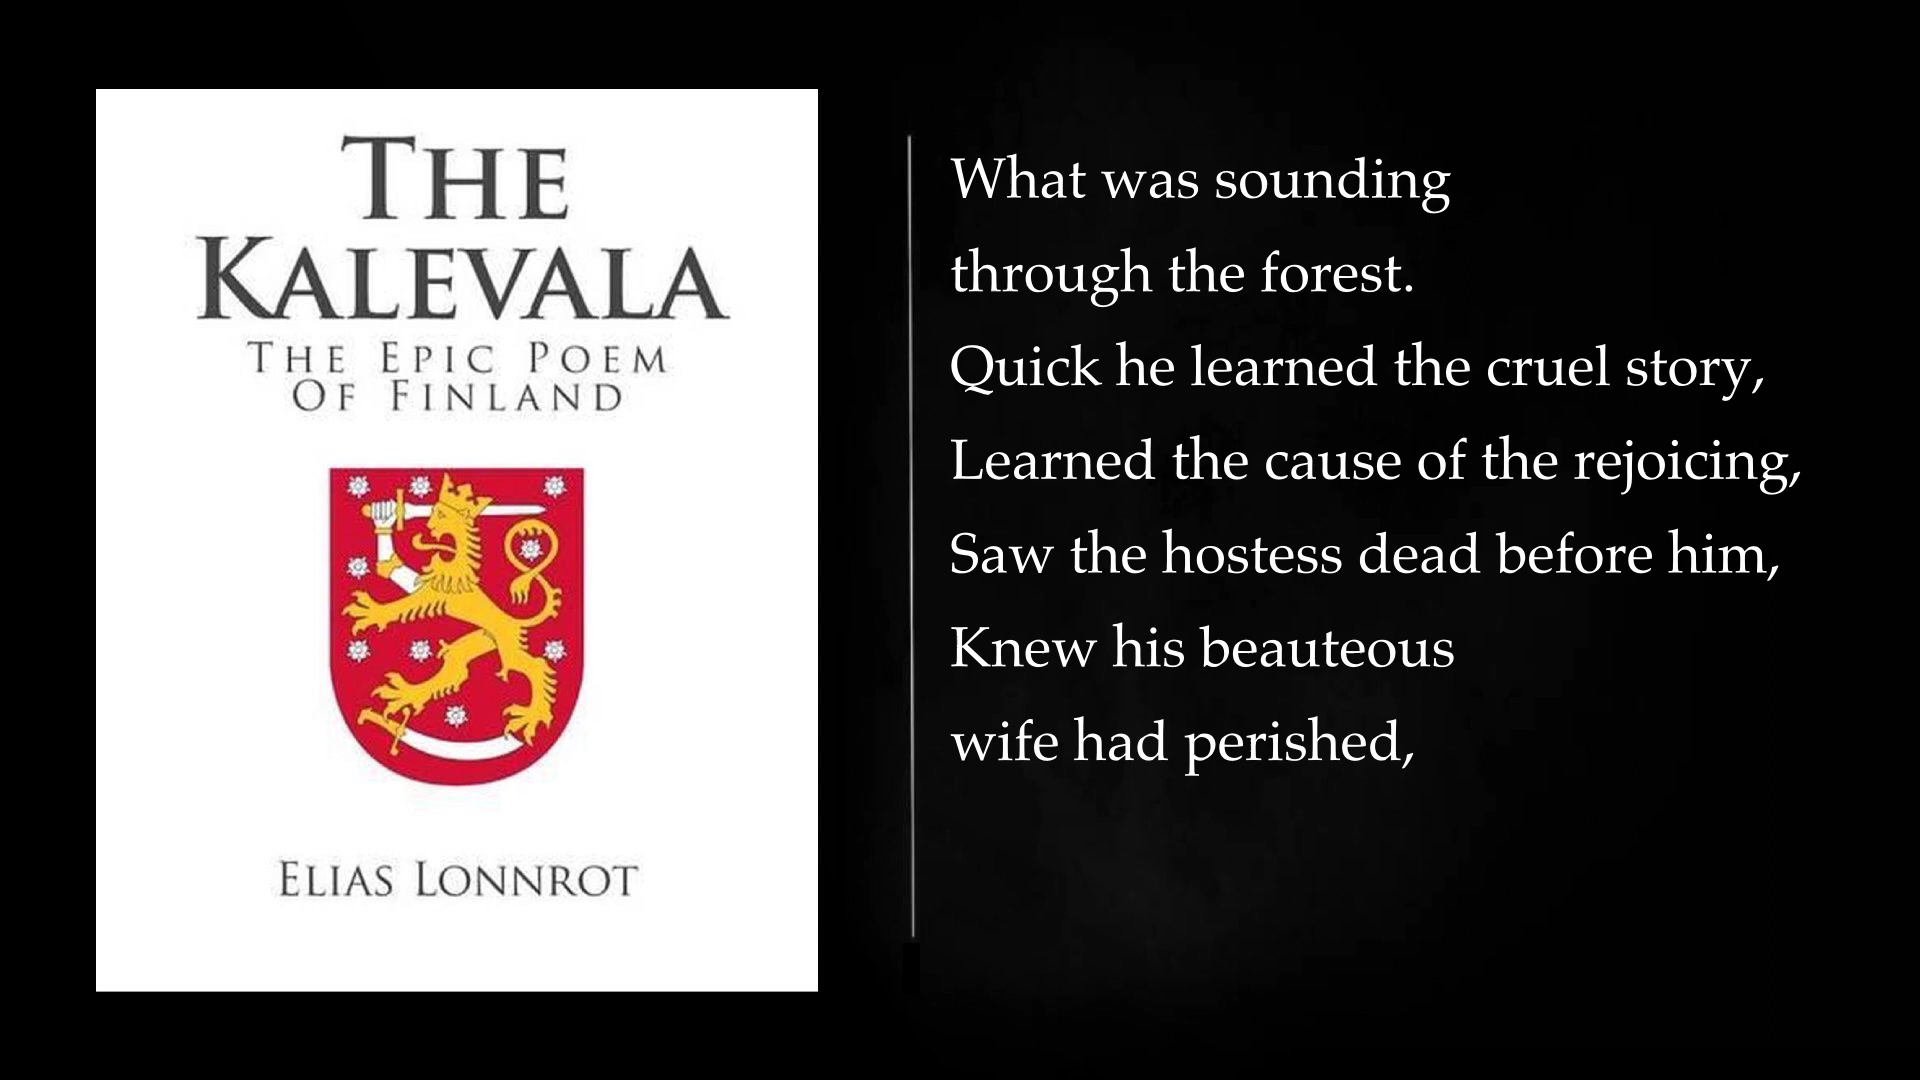 THE
KALEVALA
THE EPIC POEM
OF FINLAND
ELIAS LONNROT
What was sounding
through the forest.
Quick he learned the cruel story,
Learned the cause of the rejoicing,
Saw the hostess dead before him,
Knew his beauteous
wife had perished,